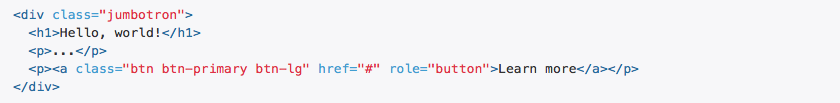 <div class="jumbotron">
  <h1>Hello, world!</h1>
  <p>...</p>
  <p><a class="btn btn-primary btn-lg" href="#" role="button">Learn more</a></p>
</div>